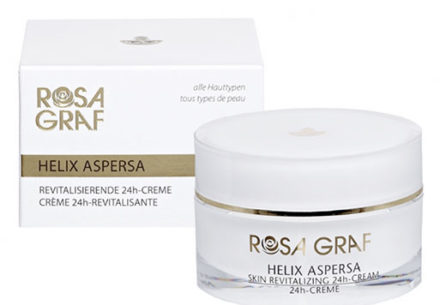 alle Hauttypen
tous types de peau
ROSA
GRAF
HELIX ASPERSA
REVITALISIERENDE 24h-CREME
CRÈME 24h-REVITALISANTE
ROSA GRAF
HELIX ASPERSA
SKIN REVITALIZING 24h-CREAM
24h-CRÈME